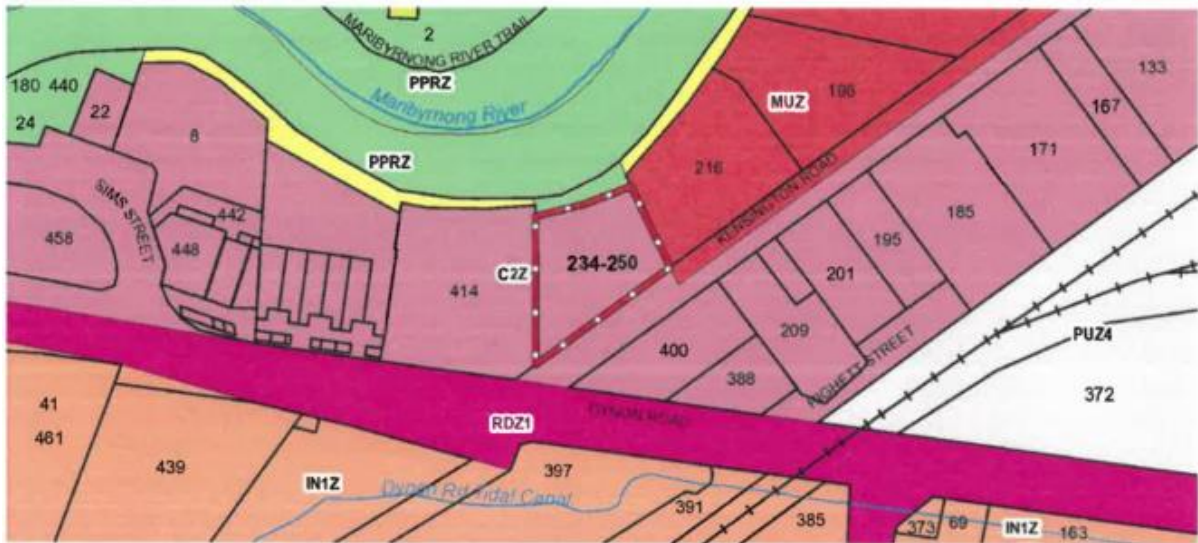 2
MARIBYRNONG RIVER TRAIL
PPRZ
Maribyrnong River
PPRZ
180 440
24
22
8
SIMS STREET
458
442
448
414
C2Z
234-250
MUZ
198
216
KENSINGTON ROAD
133
167
171
185
195
201
209
400
388
HIGHETT STREET
PUZ4
372
DYNON ROAD
RDZ1
41
461
439
IN1Z
397
Dynon Rd Tidal Canal
391
385
373
69
IN1Z
163